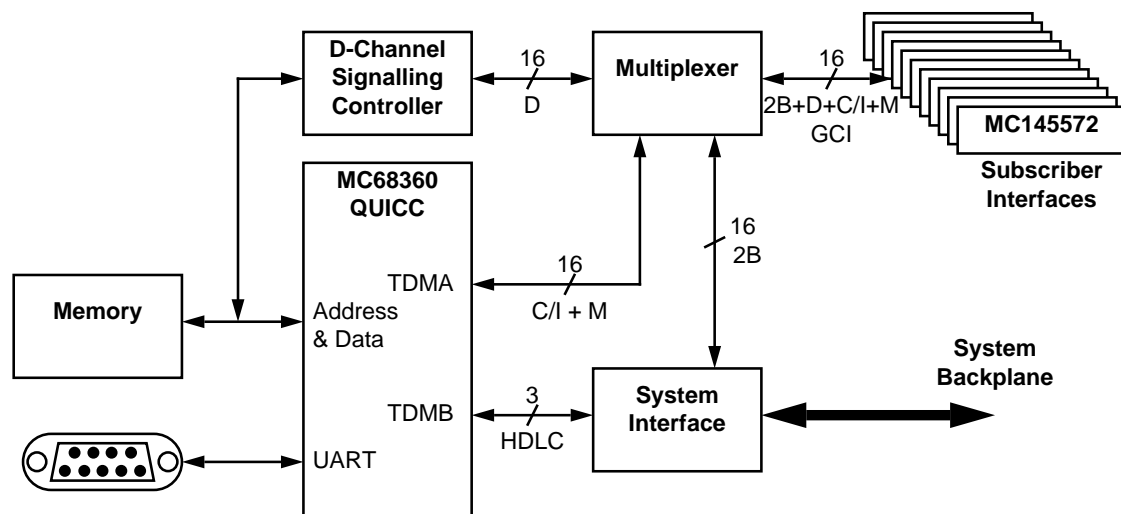 D-Channel
Signalling
Controller
16
D
Multiplexer
16
2B+D+C/I+M
GCI
MC145572
Subscriber
Interfaces
MC68360
QUICC
TDMA
16
C/I + M
16
2B
Memory
Address
& Data
System
Backplane
TDMB
3
HDLC
System
Interface
UART